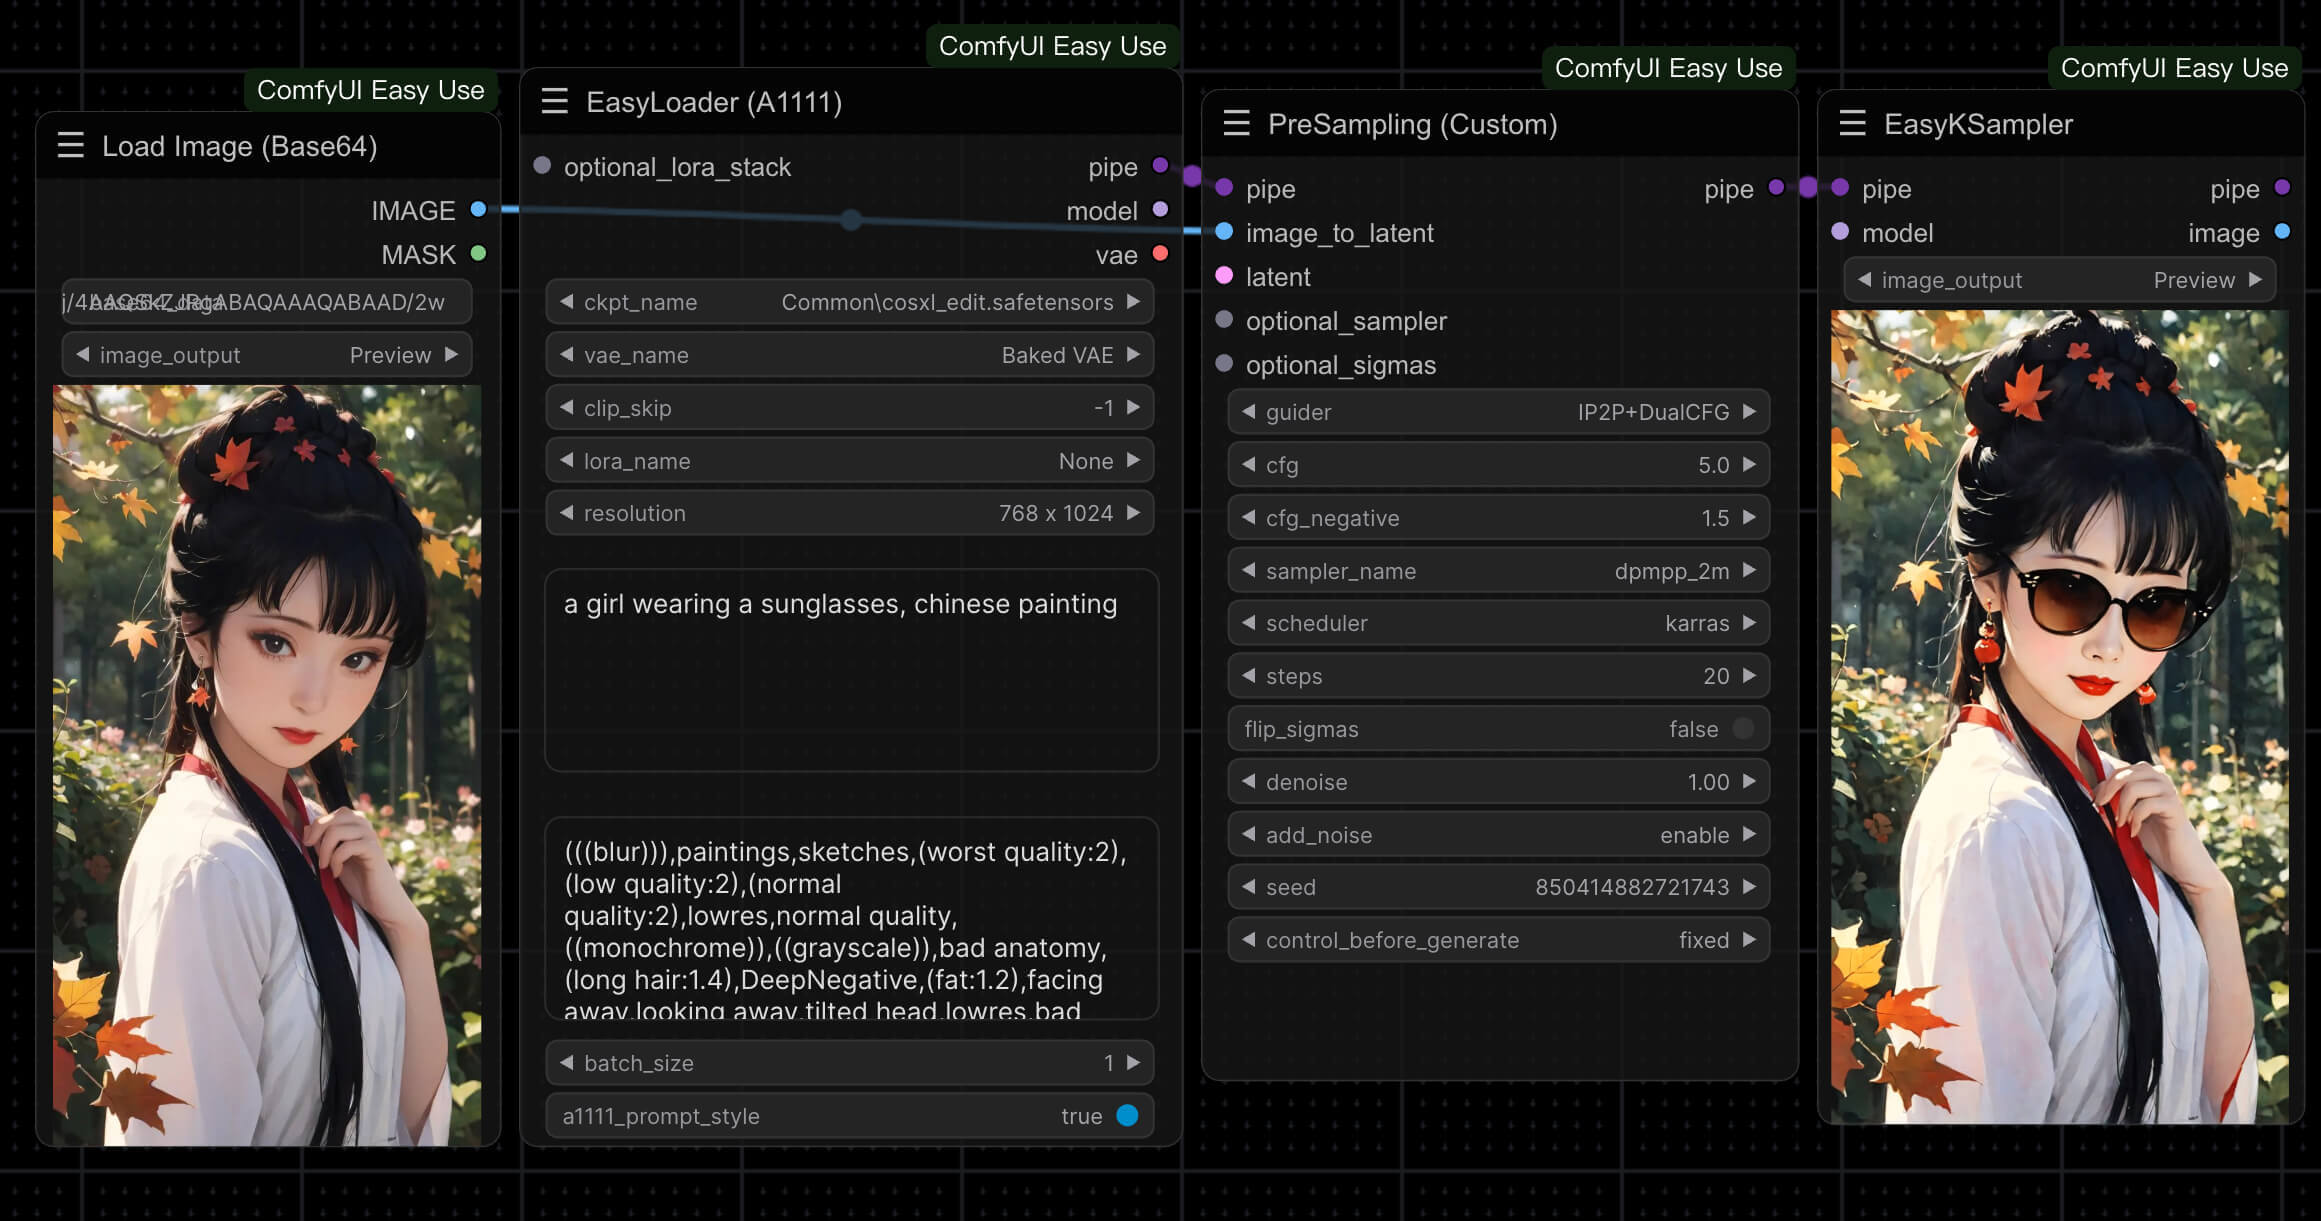 ComfyUI Easy Use
Load Image (Base64)
IMAGE
MASK
image_output Preview
ComfyUI Easy Use
EasyLoader (A1111)
optional_lora_stack pipe
model
vae
ckpt_name Common\cosxl_edit.safetensors
vae_name Baked VAE
clip_skip -1
lora_name None
resolution 768 x 1024
a girl wearing a sunglasses, chinese painting
(((blur))),paintings,sketches,(worst quality:2),
(low quality:2),(normal
quality:2),lowres,normal quality,
((monochrome)),((grayscale)),bad anatomy,
(long hair:1.4),DeepNegative,(fat:1.2),facing
away,looking away,tilted head,lowres,bad
batch_size 1
a1111_prompt_style true
ComfyUI Easy Use
PreSampling (Custom)
pipe pipe
image_to_latent
latent
optional_sampler
optional_sigmas
guider IP2P+DualCFG
cfg 5.0
cfg_negative 1.5
sampler_name dpmpp_2m
scheduler karras
steps 20
flip_sigmas false
denoise 1.00
add_noise enable
seed 850414882721743
control_before_generate fixed
ComfyUI Easy Use
EasyKSampler
pipe pipe
model image
image_output Preview